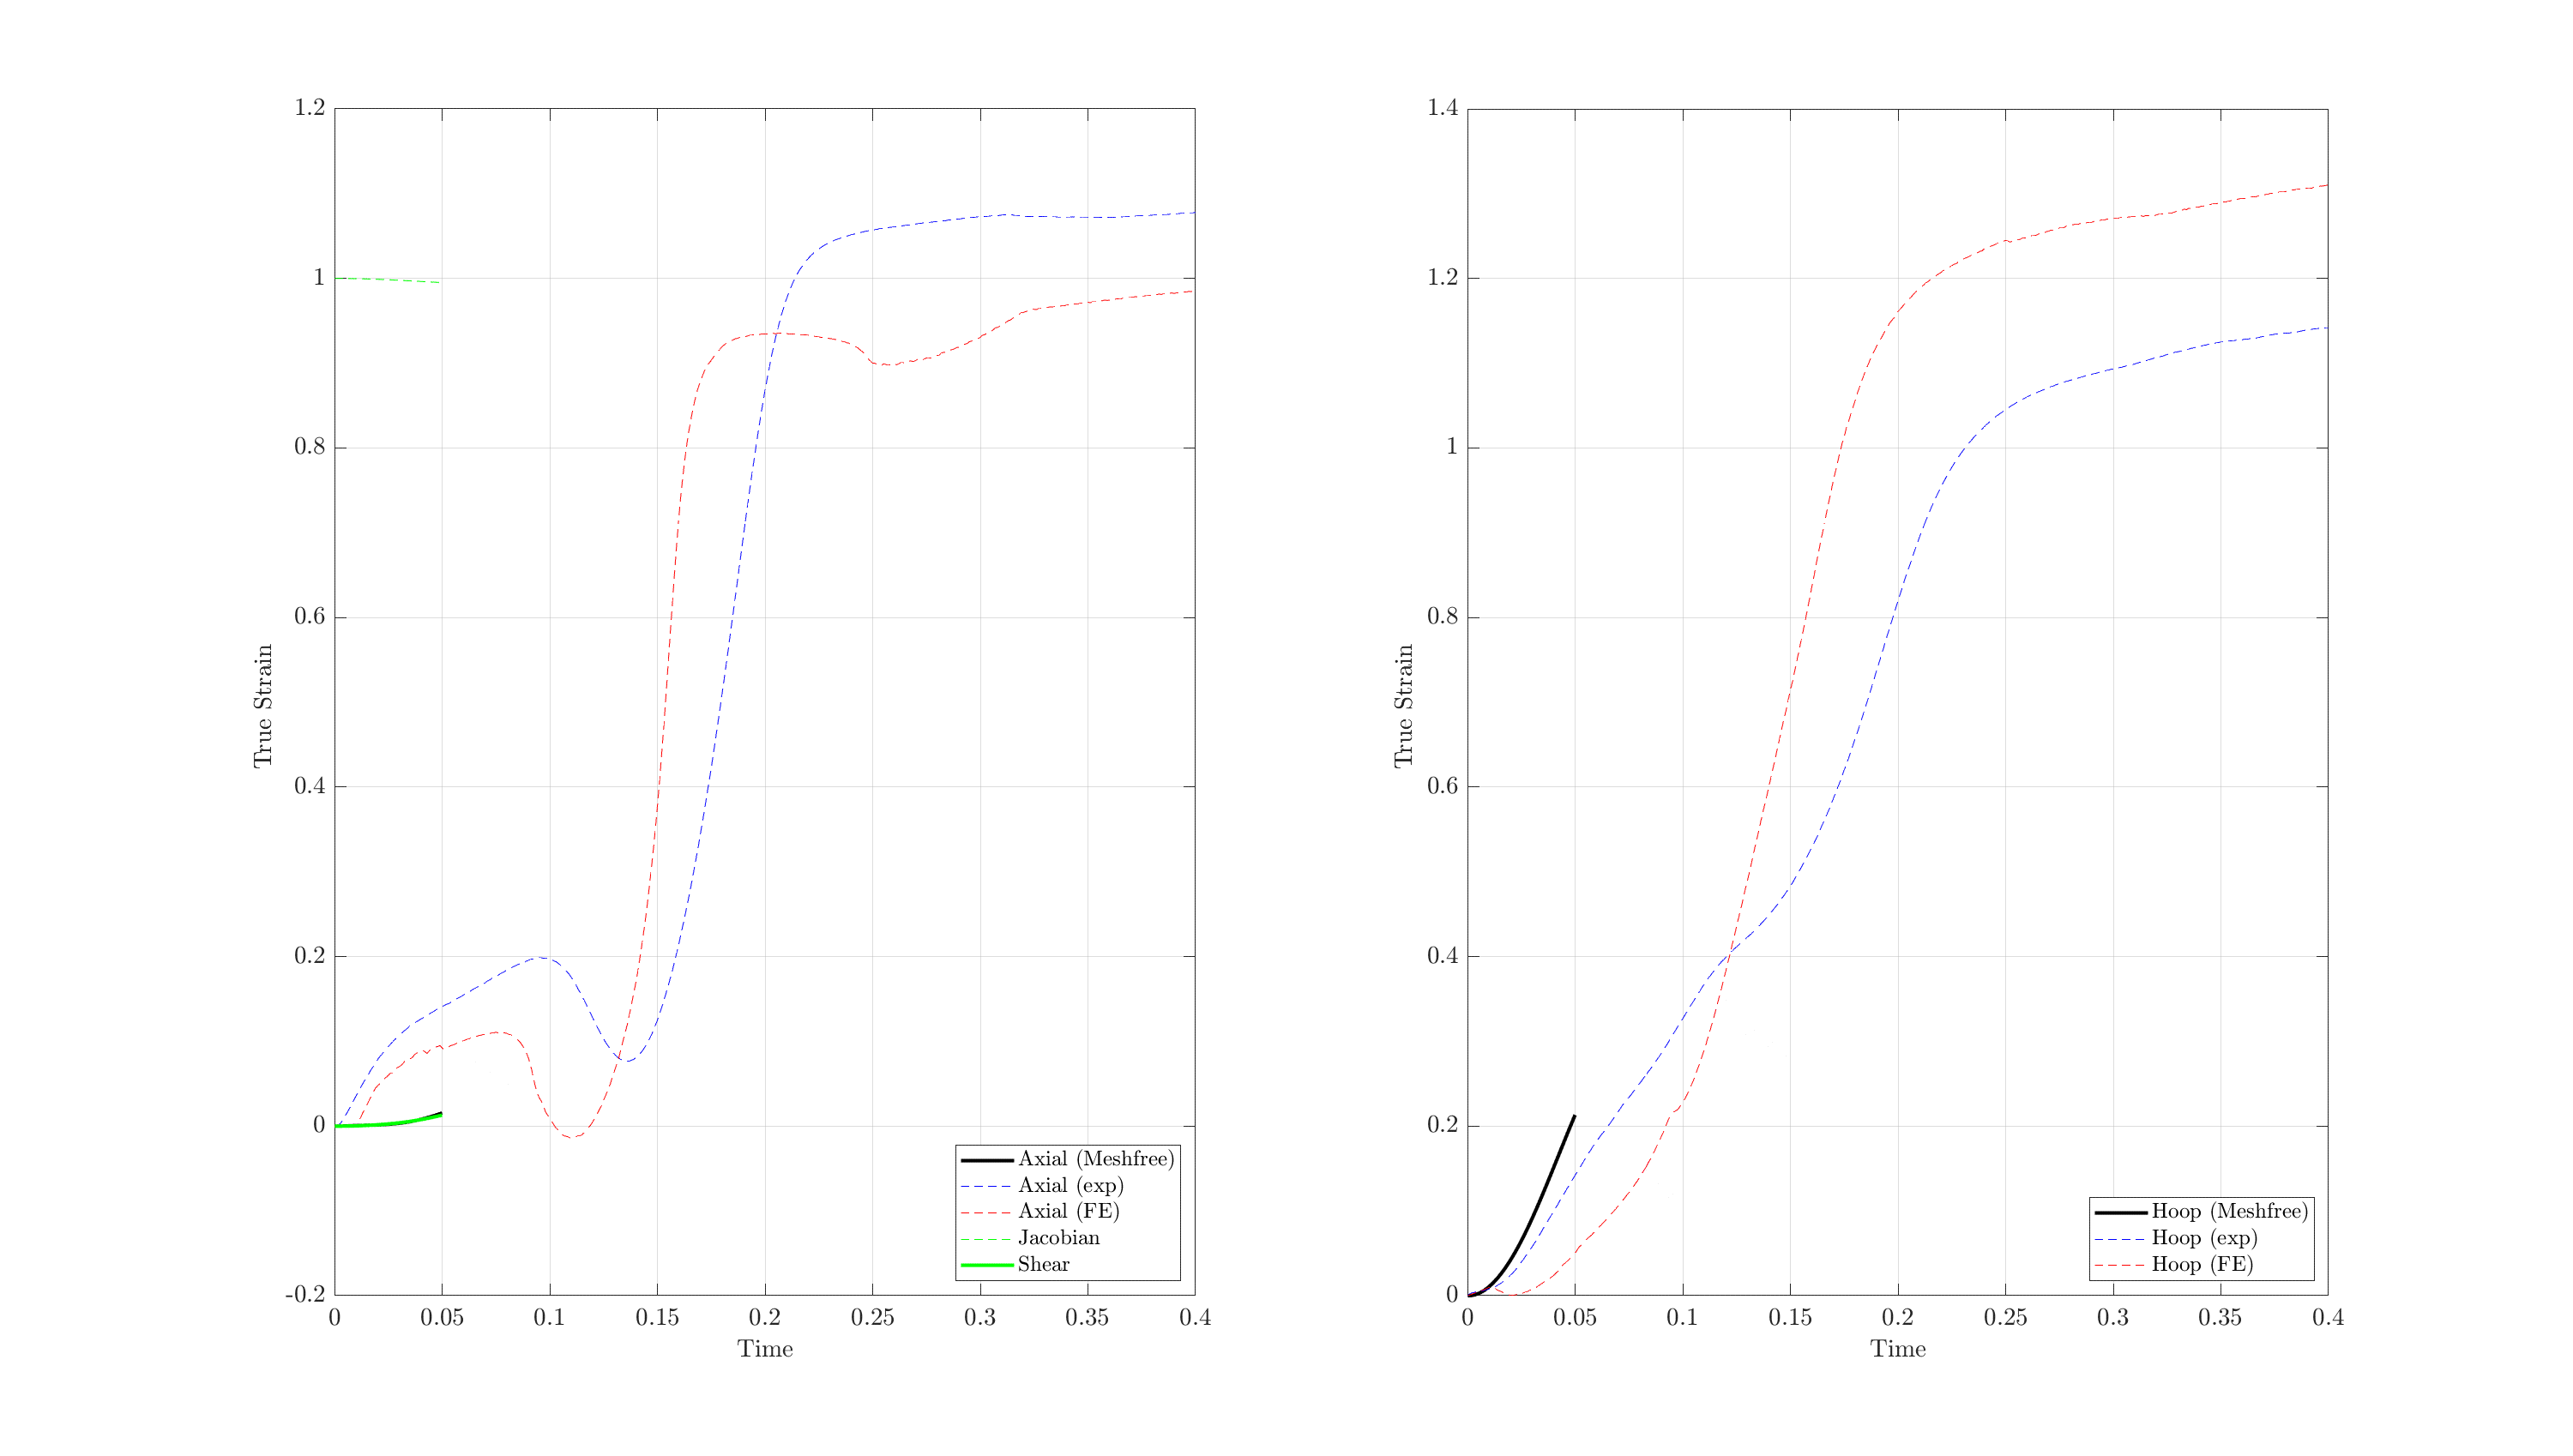 1.2
1
0.8
0.6
0.4
0.2
0
-0.2
True Strain
0 0.05 0.1 0.15 0.2 0.25 0.3 0.35 0.4
Time
Axial (Meshfree)
Axial (exp)
Axial (FE)
Jacobian
Shear
1.4
1.2
1
0.8
0.6
0.4
0.2
0
True Strain
0 0.05 0.1 0.15 0.2 0.25 0.3 0.35 0.4
Time
Hoop (Meshfree)
Hoop (exp)
Hoop (FE)